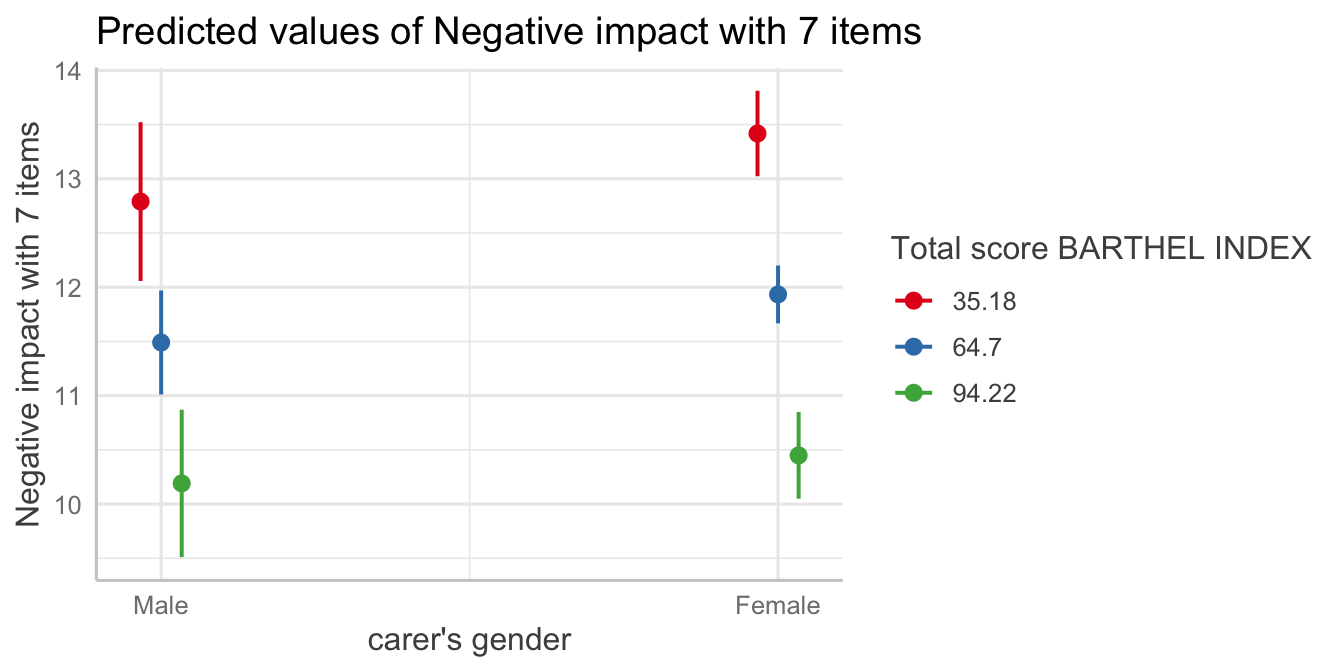 Predicted values of Negative impact with 7 items
Negative impact with 7 items
14
13
12
11
10
Male
Female
carer's gender
Total score BARTHEL INDEX
35.18
64.7
94.22